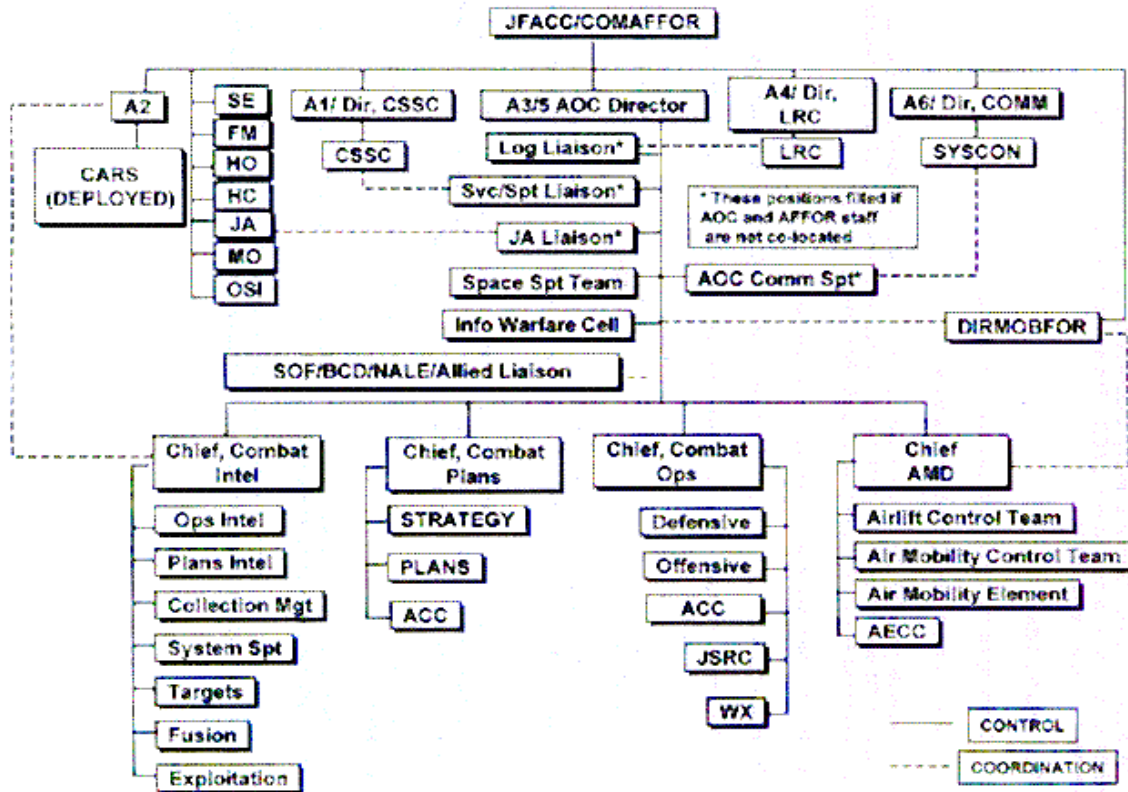 JFACC/COMAFFOR
A2
SE
A1/ Dir, CSSC
A3/5 AOC Director
A4/ Dir,
LRC
A6/ Dir, COMM
FM
CARS
(DEPLOYED)
HO
CSSC
Log Liaison*
LRC
SYSCON
HC
Svc/Spt Liaison*
* These positions filled if
AOC and AFFOR staff
are not co-located
JA
JA Liaison*
MO
Space Spt Team
AOC Comm Spt*
OSI
Info Warfare Cell
DIRMOBFOR
SOF/BCD/NALE/Allied Liaison
Chief, Combat
Intel
Chief, Combat
Plans
Chief, Combat
Ops
Chief
AMD
Ops Intel
STRATEGY
Defensive
Airlift Control Team
Plans Intel
PLANS
Offensive
Air Mobility Control Team
Collection Mgt
ACC
ACC
Air Mobility Element
System Spt
JSRC
AECC
Targets
WX
Fusion
Exploitation
CONTROL
COORDINATION